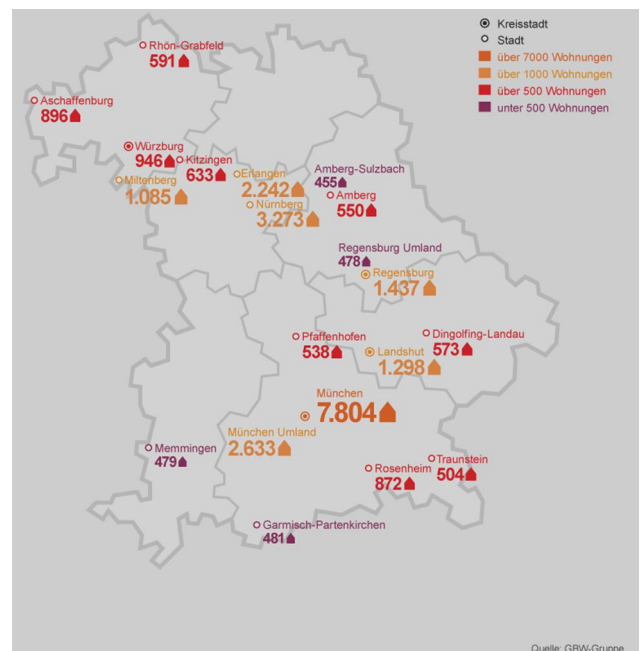 Kreisstadt
Stadt
über 7000 Wohnungen
über 1000 Wohnungen
über 500 Wohnungen
unter 500 Wohnungen
Rhön-Grabfeld
591
Aschaffenburg
896
Würzburg
946
Kitzingen
633
Miltenberg
1.085
Erlangen
2.242
Nürnberg
3.273
Amberg-Sulzbach
455
Amberg
550
Regensburg Umland
478
Regensburg
1.437
Pfaffenhofen
538
Dingolfing-Landau
573
Landshut
1.298
München
7.804
München Umland
2.633
Memmingen
479
Rosenheim
872
Traunstein
504
Garmisch-Partenkirchen
481
Quelle: GBW-Gruppe